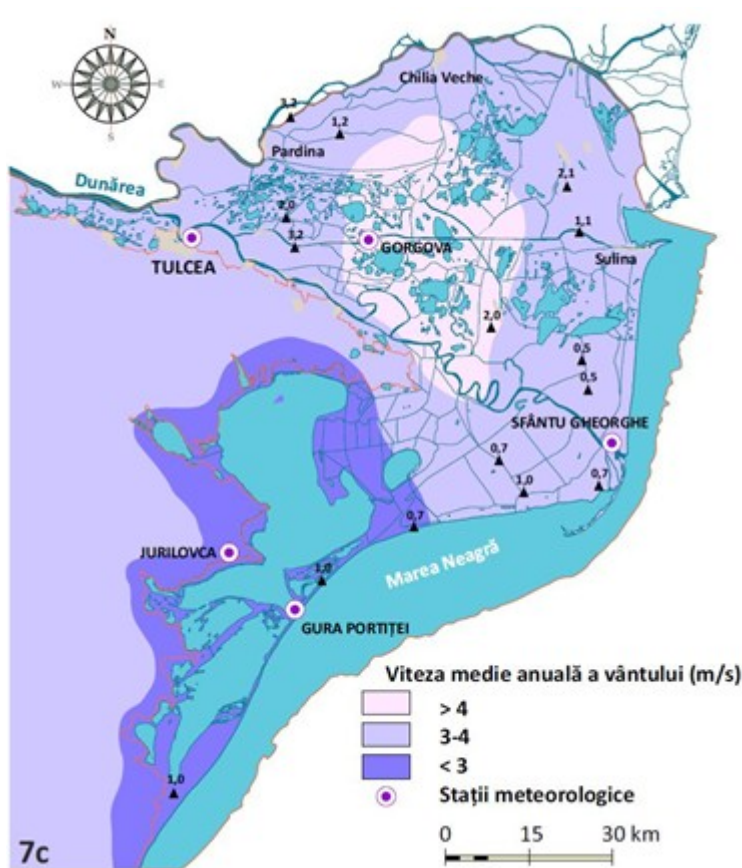 N
W
E
S
Chilia Veche
3,2
1,2
Pardina
Dunărea
2,1
2,0
1,1
3,2
GORGOVA
TULCEA
Sulina
2,0
0,5
0,5
SFÂNTU GHEORGHE
0,7
1,0
0,7
0,7
JURILOVCA
Marea Neagră
1,0
GURA PORTIȚEI
Viteza medie anuală a vântului (m/s)
> 4
3-4
< 3
Stații meteorologice
1,0
0 15 30 km
7c